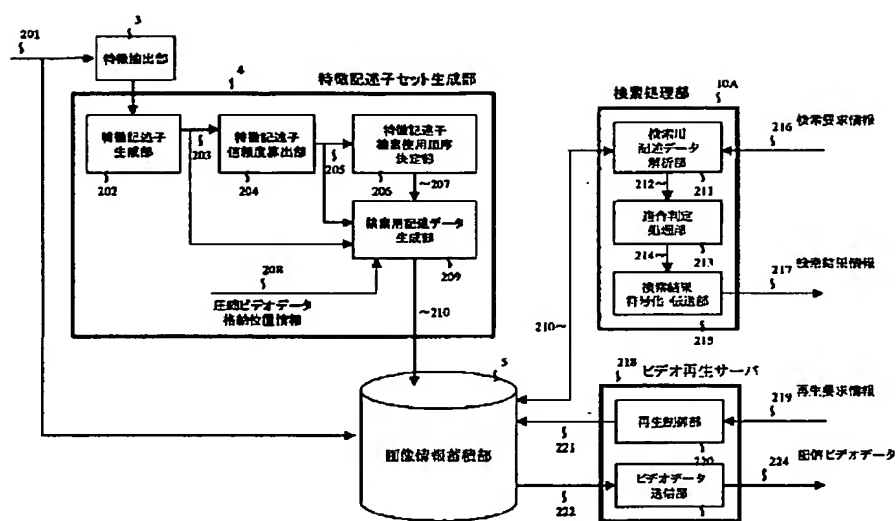 201
3
特徴抽出部
4
特徴記述子セット生成部
特徴記述子
生成部
202
203
特徴記述子
信頼度算出部
204
205
特徴記述子
検索使用順序
決定部
206
207
検索用記述データ
生成部
209
208
圧縮ビデオデータ
格納位置情報
210
5
画像情報蓄積部
検索処理部
10A
検索用
記述データ
解析部
211
212
216
検索要求情報
適合判定
処理部
213
214
検索結果
符号化・伝送部
215
217
検索結果情報
210
218
ビデオ再生サーバ
再生制御部
220
219
再生要求情報
221
ビデオデータ
送信部
222
224
配信ビデオデータ